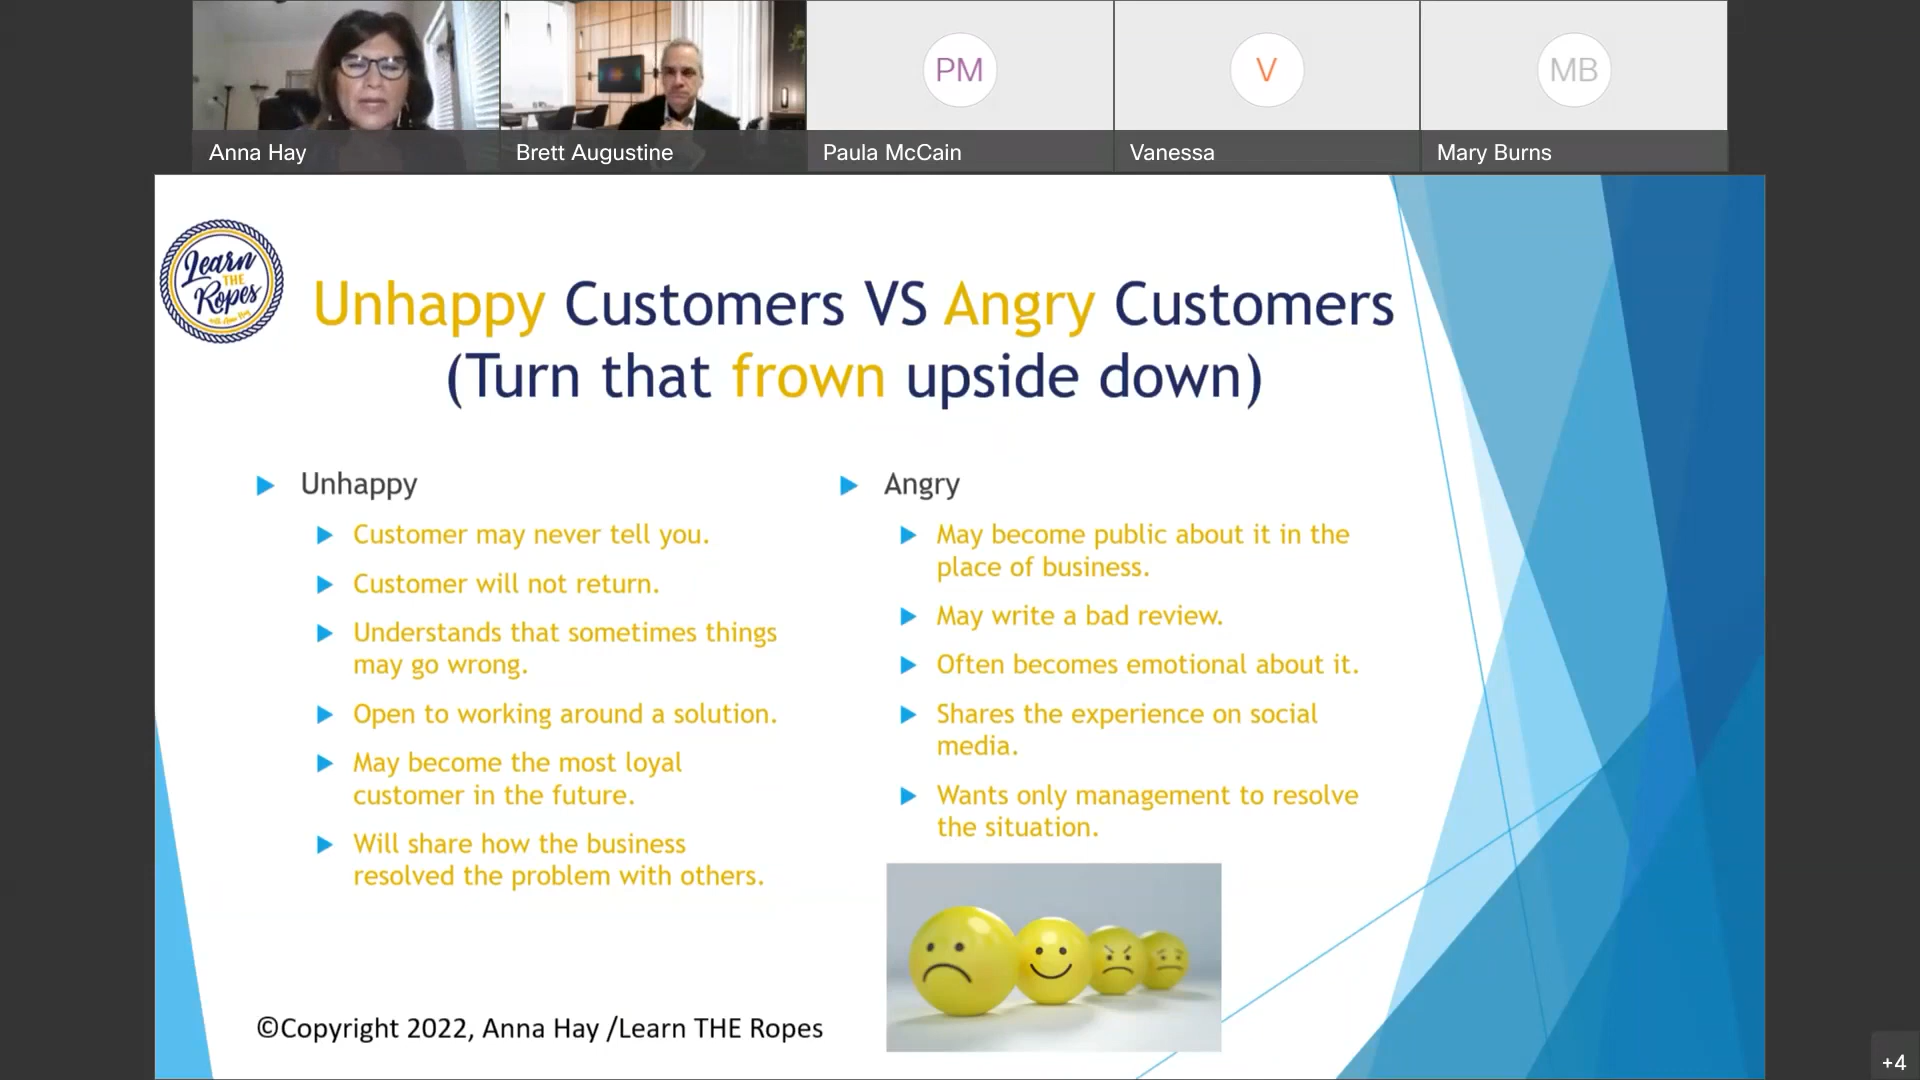 PM
V
MB
Anna Hay
Brett Augustine
Paula McCain
Vanessa
Mary Burns
Learn
THE
Ropes
with Anna Hay
Unhappy Customers VS Angry Customers
(Turn that frown upside down)
Unhappy
Customer may never tell you.
Customer will not return.
Understands that sometimes things
may go wrong.
Open to working around a solution.
May become the most loyal
customer in the future.
Will share how the business
resolved the problem with others.
Angry
May become public about it in the
place of business.
May write a bad review.
Often becomes emotional about it.
Shares the experience on social
media.
Wants only management to resolve
the situation.
©Copyright 2022, Anna Hay /Learn THE Ropes
+4